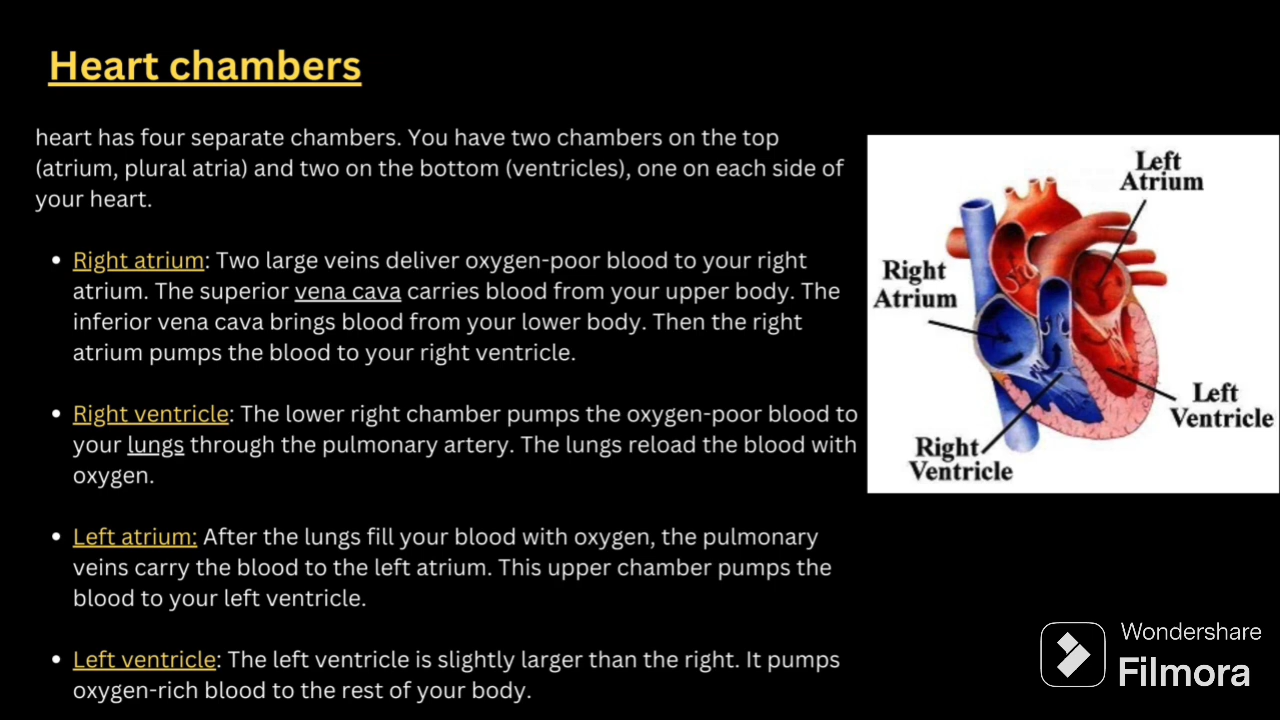 Heart chambers
heart has four separate chambers. You have two chambers on the top
(atrium, plural atria) and two on the bottom (ventricles), one on each side of
your heart.
Right atrium: Two large veins deliver oxygen-poor blood to your right
atrium. The superior vena cava carries blood from your upper body. The
inferior vena cava brings blood from your lower body. Then the right
atrium pumps the blood to your right ventricle.
Right ventricle: The lower right chamber pumps the oxygen-poor blood to
your lungs through the pulmonary artery. The lungs reload the blood with
oxygen.
Left atrium: After the lungs fill your blood with oxygen, the pulmonary
veins carry the blood to the left atrium. This upper chamber pumps the
blood to your left ventricle.
Left ventricle: The left ventricle is slightly larger than the right. It pumps
oxygen-rich blood to the rest of your body.
Left
Atrium
Right
Atrium
Left
Ventricle
Right
Ventricle
Wondershare
Filmora